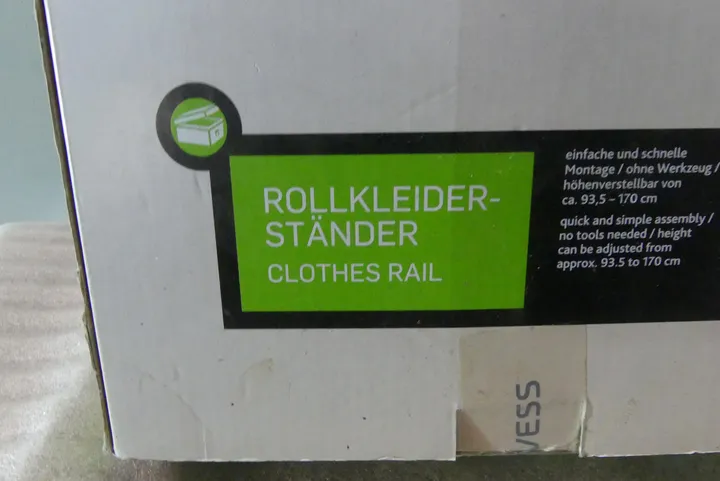 ROLLKLEIDER-
STÄNDER
CLOTHES RAIL
einfache und schnelle
Montage / ohne Werkzeug /
höhenverstellbar von
ca. 93,5 – 170 cm
quick and simple assembly /
no tools needed / height
can be adjusted from
approx. 93.5 to 170 cm
VESS